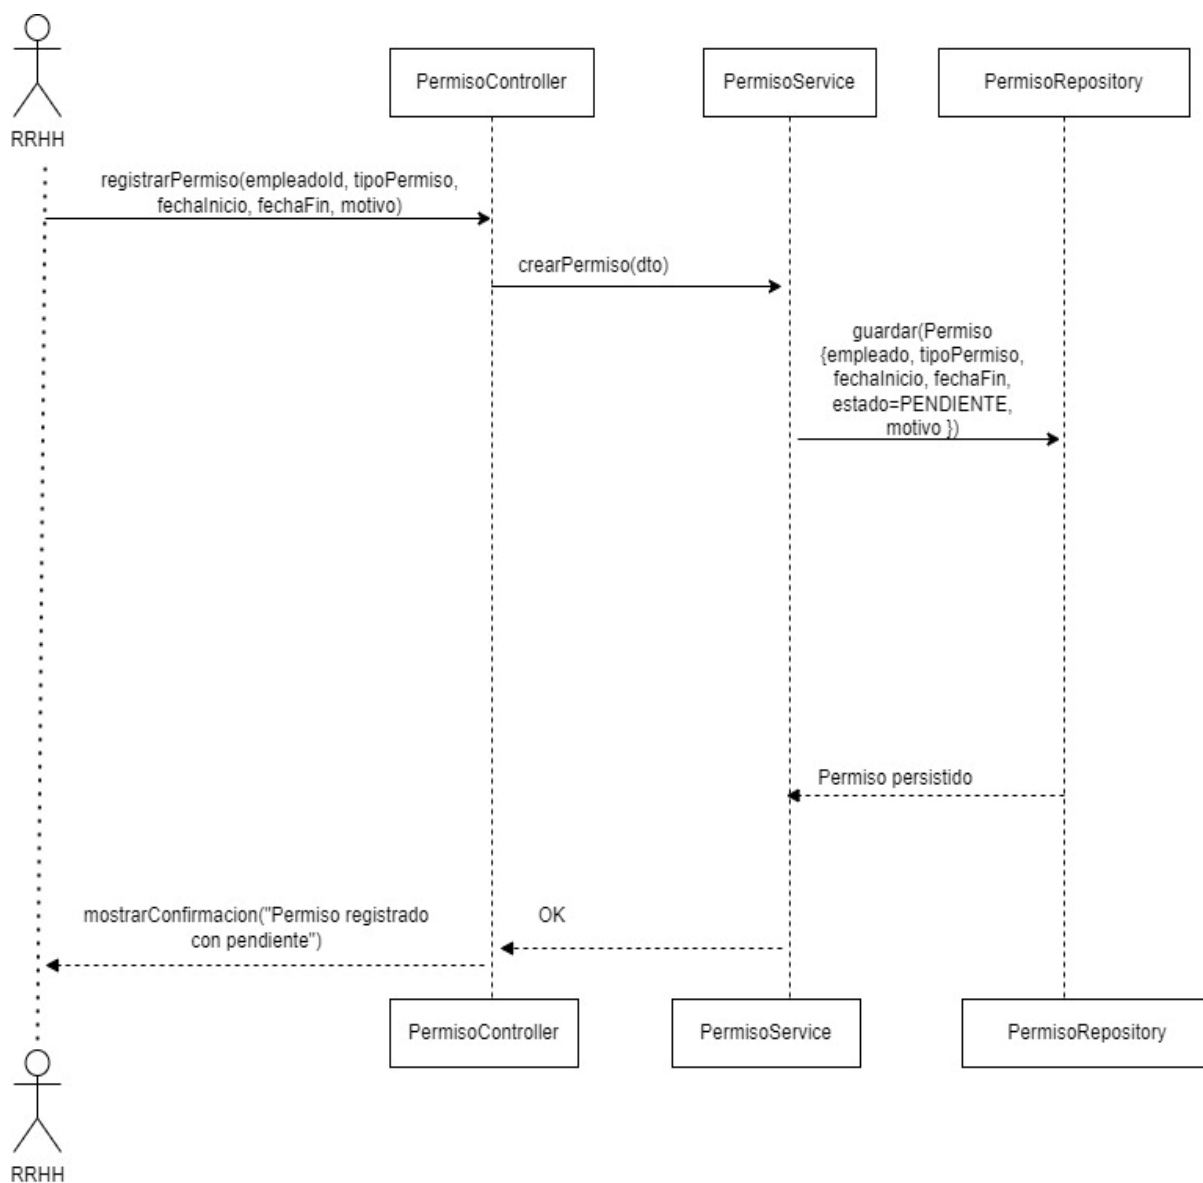 RRHH
PermisoController
PermisoService
PermisoRepository
registrarPermiso(empleadoId, tipoPermiso,
fechaInicio, fechaFin, motivo)
crearPermiso(dto)
guardar(Permiso
{empleado, tipoPermiso,
fechaInicio, fechaFin,
estado=PENDIENTE,
motivo })
Permiso persistido
OK
mostrarConfirmacion("Permiso registrado
con pendiente")
PermisoController
PermisoService
PermisoRepository
RRHH